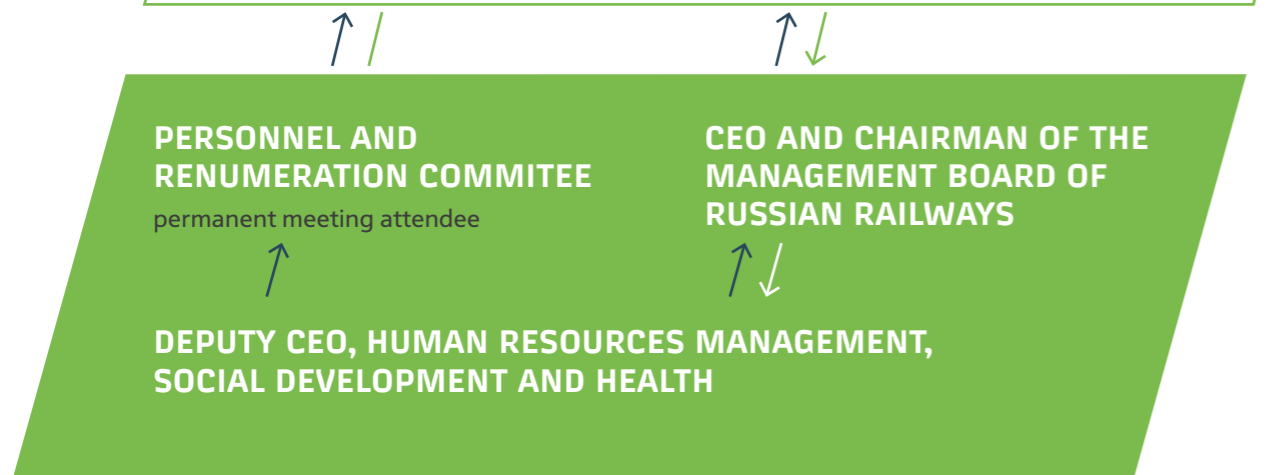 PERSONNEL AND
RENUMERATION COMMITEE
permanent meeting attendee
CEO AND CHAIRMAN OF THE
MANAGEMENT BOARD OF
RUSSIAN RAILWAYS
DEPUTY CEO, HUMAN RESOURCES MANAGEMENT,
SOCIAL DEVELOPMENT AND HEALTH